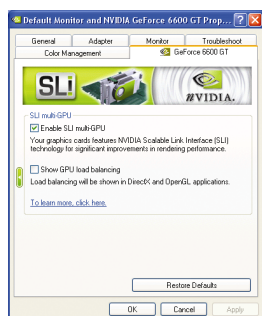 Default Monitor and NVIDIA GeForce 6600 GT Prop...
General Adapter Monitor Troubleshoot
Color Management GeForce 6600 GT
SLi NVIDIA.
SLI multi-GPU
Enable SLI multi-GPU
Your graphics cards features NVIDIA Scalable Link Interface (SLI)
technology for significant improvements in rendering performance.
Show GPU load balancing
Load balancing will be shown in DirectX and OpenGL applications.
To learn more, click here.
Restore Defaults
OK Cancel Apply